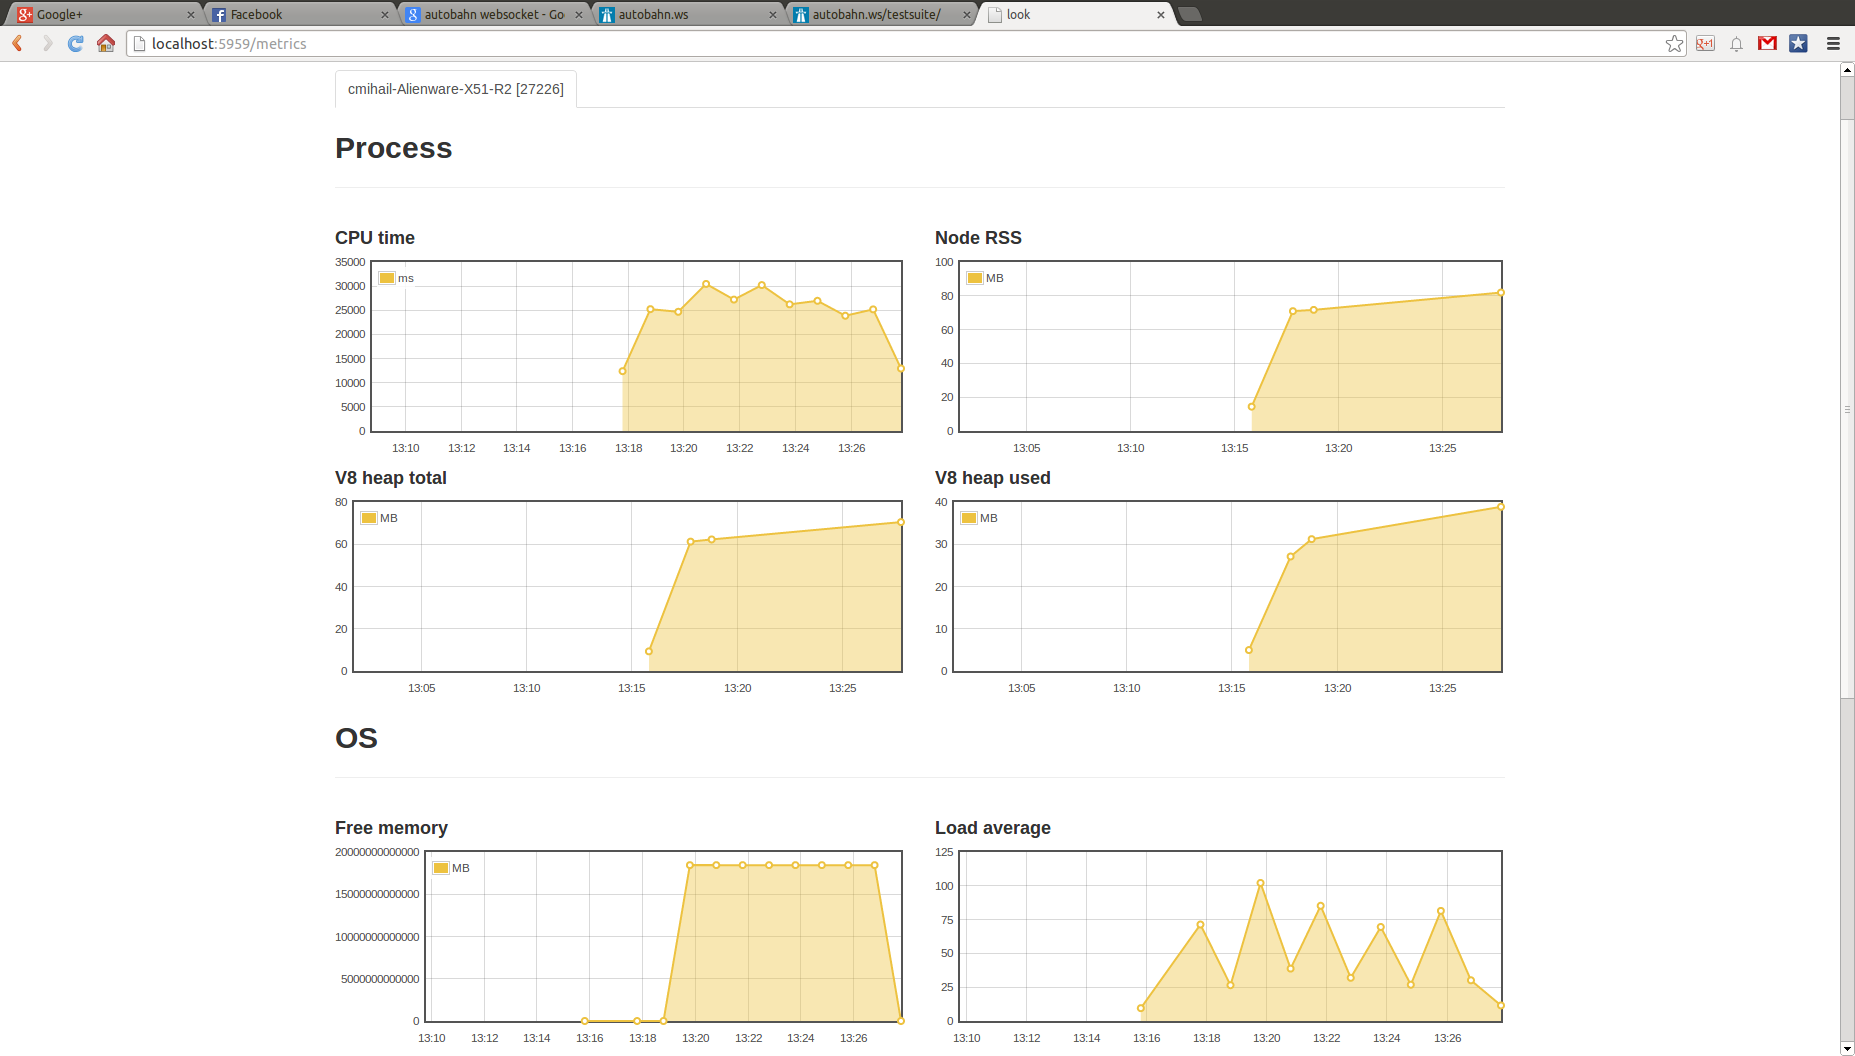 Google+
Facebook
autobahn websocket - Go
autobahn.ws
autobahn.ws/testsuite/
look
localhost:5959/metrics
cmihail-Alienware-X51-R2 [27226]
Process
CPU time
35000
30000
25000
20000
15000
10000
5000
0
ms
13:10 13:12 13:14 13:16 13:18 13:20 13:22 13:24 13:26
Node RSS
100
80
60
40
20
0
MB
13:05 13:10 13:15 13:20 13:25
V8 heap total
80
60
40
20
0
MB
13:05 13:10 13:15 13:20 13:25
V8 heap used
40
30
20
10
0
MB
13:05 13:10 13:15 13:20 13:25
OS
Free memory
20000000000000
15000000000000
10000000000000
5000000000000
0
MB
13:10 13:12 13:14 13:16 13:18 13:20 13:22 13:24 13:26
Load average
125
100
75
50
25
0
13:10 13:12 13:14 13:16 13:18 13:20 13:22 13:24 13:26